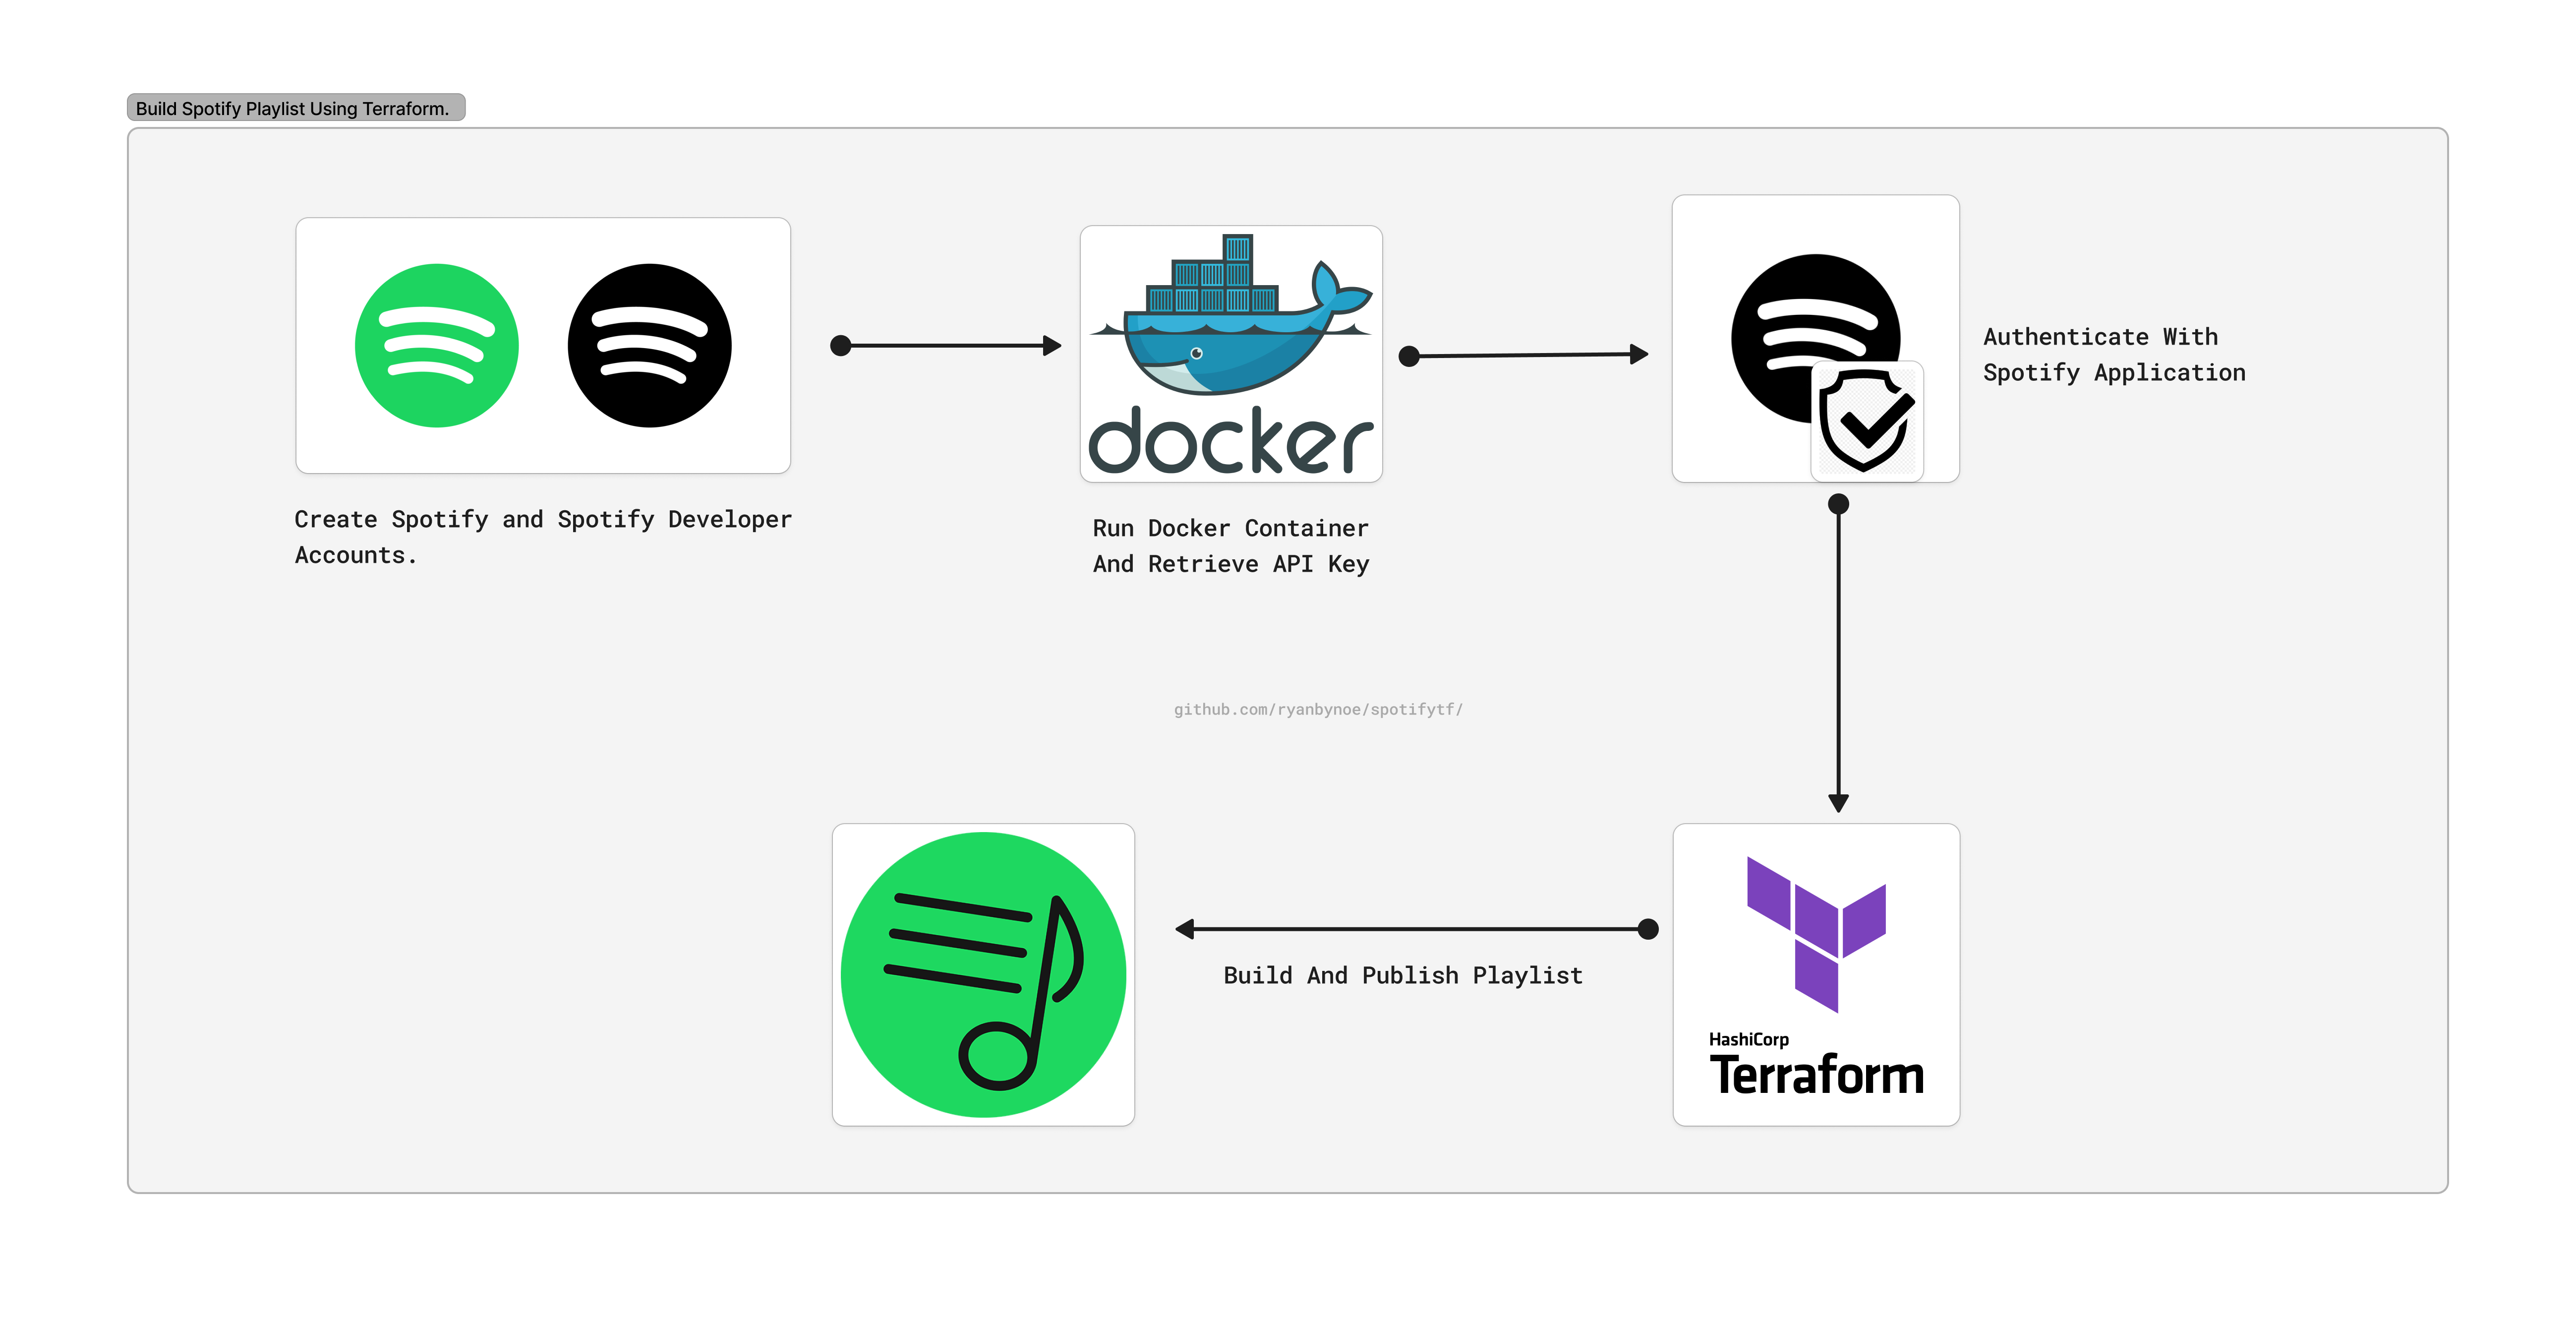 Build Spotify Playlist Using Terraform.
docker
Authenticate With
Spotify Application
Create Spotify and Spotify Developer
Accounts.
Run Docker Container
And Retrieve API Key
github.com/ryanbynoe/spotifytf/
Build And Publish Playlist
HashiCorp
Terraform